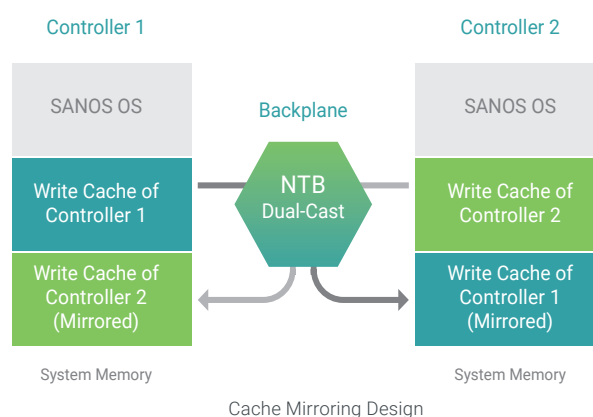 Controller 1
Controller 2
SANOS OS
Backplane
SANOS OS
Write Cache of
Controller 1
NTB
Dual-Cast
Write Cache of
Controller 2
Write Cache of
Controller 2
(Mirrored)
Write Cache of
Controller 1
(Mirrored)
System Memory
System Memory
Cache Mirroring Design